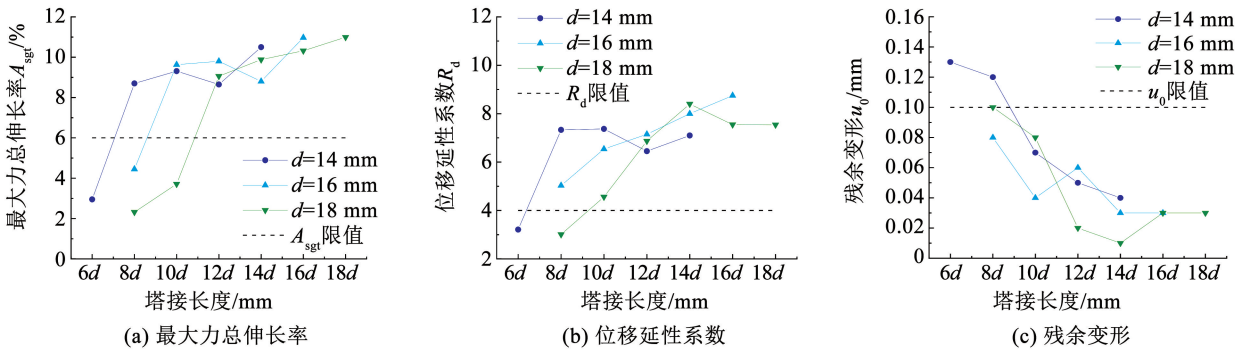 12
10
8
6
4
2
0
最大力总伸长率Asgt/%
d=14 mm
d=16 mm
d=18 mm
Asgt限值
6d 8d 10d 12d 14d 16d 18d
塔接长度/mm
(a) 最大力总伸长率
12
10
8
6
4
2
位移延性系数Rd
d=14 mm
d=16 mm
d=18 mm
Rd限值
6d 8d 10d 12d 14d 16d 18d
塔接长度/mm
(b) 位移延性系数
0.16
0.14
0.12
0.10
0.08
0.06
0.04
0.02
0
残余变形u0/mm
d=14 mm
d=16 mm
d=18 mm
u0限值
6d 8d 10d 12d 14d 16d 18d
塔接长度/mm
(c) 残余变形